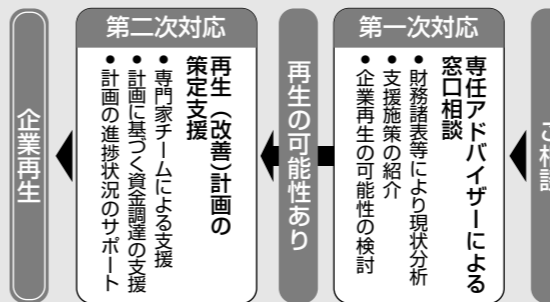 ご相談
第一次対応
専任アドバイザーによる
窓口相談
●財務諸表等により現状分析
●支援施策の紹介
●企業再生の可能性の検討
再生の可能性あり
第二次対応
再生（改善）計画の
策定支援
●専門家チームによる支援
●計画に基づく資金調達の支援
●計画の進捗状況のサポート
企業再生